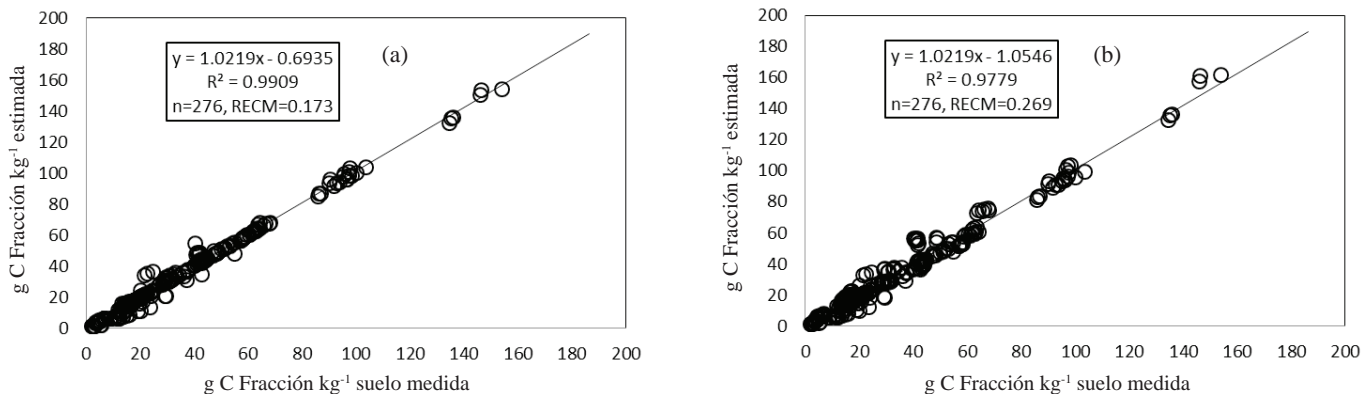 200
180
160
140
120
100
80
60
40
20
0
g C Fracción kg⁻¹ estimada
y = 1.0219x - 0.6935
R² = 0.9909
n=276, RECM=0.173
(a)
0 20 40 60 80 100 120 140 160 180 200
g C Fracción kg⁻¹ suelo medida
200
180
160
140
120
100
80
60
40
20
0
g C Fracción kg⁻¹ estimada
y = 1.0219x - 1.0546
R² = 0.9779
n=276, RECM=0.269
(b)
0 20 40 60 80 100 120 140 160 180 200
g C Fracción kg⁻¹ suelo medida